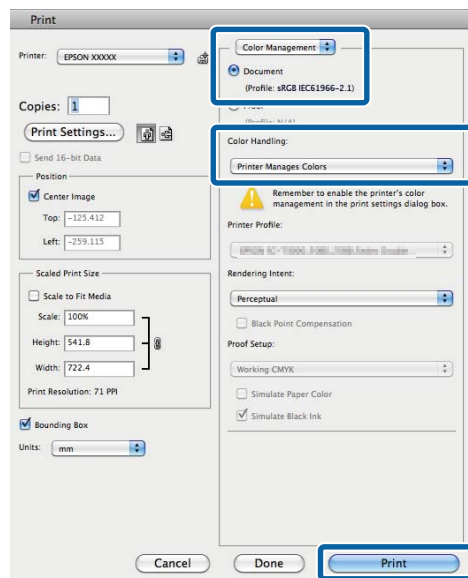 Print
Printer: EPSON XXXXX
Copies: 1
Print Settings...
Send 16-bit Data
Position
Center Image
Top: -125.412
Left: -259.115
Scaled Print Size
Scale to Fit Media
Scale: 100%
Height: 541.8
Width: 722.4
Print Resolution: 71 PPI
Bounding Box
Units: mm
Color Management
Document
(Profile: sRGB IEC61966-2.1)
Color Handling:
Printer Manages Colors
Remember to enable the printer's color
management in the print settings dialog box.
Printer Profile:
Rendering Intent:
Perceptual
Black Point Compensation
Proof Setup:
Working CMYK
Simulate Paper Color
Simulate Black Ink
Cancel
Done
Print